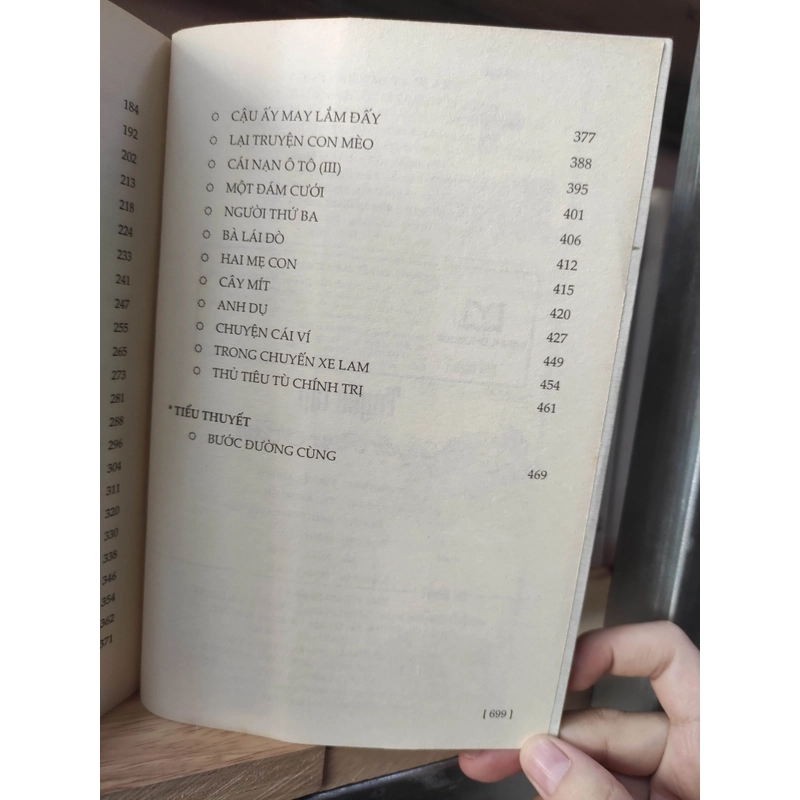 184
192
202
213
218
224
233
241
247
255
265
273
281
288
296
304
311
320
330
338
346
354
362
371
CẬU ẤY MAY LẮM ĐẤY 377
LẠI TRUYỆN CON MÈO 388
CÁI NẠN Ô TÔ (III) 395
MỘT ĐÁM CƯỚI 401
NGƯỜI THỨ BA 406
BÀ LÁI ĐÒ 412
HAI MẸ CON 415
CÂY MÍT 420
ANH DỤ 427
CHUYỆN CÁI VÍ 449
TRONG CHUYẾN XE LAM 454
THỦ TIÊU TÙ CHÍNH TRỊ 461
* TIỂU THUYẾT
BƯỚC ĐƯỜNG CÙNG 469
[ 699 ]